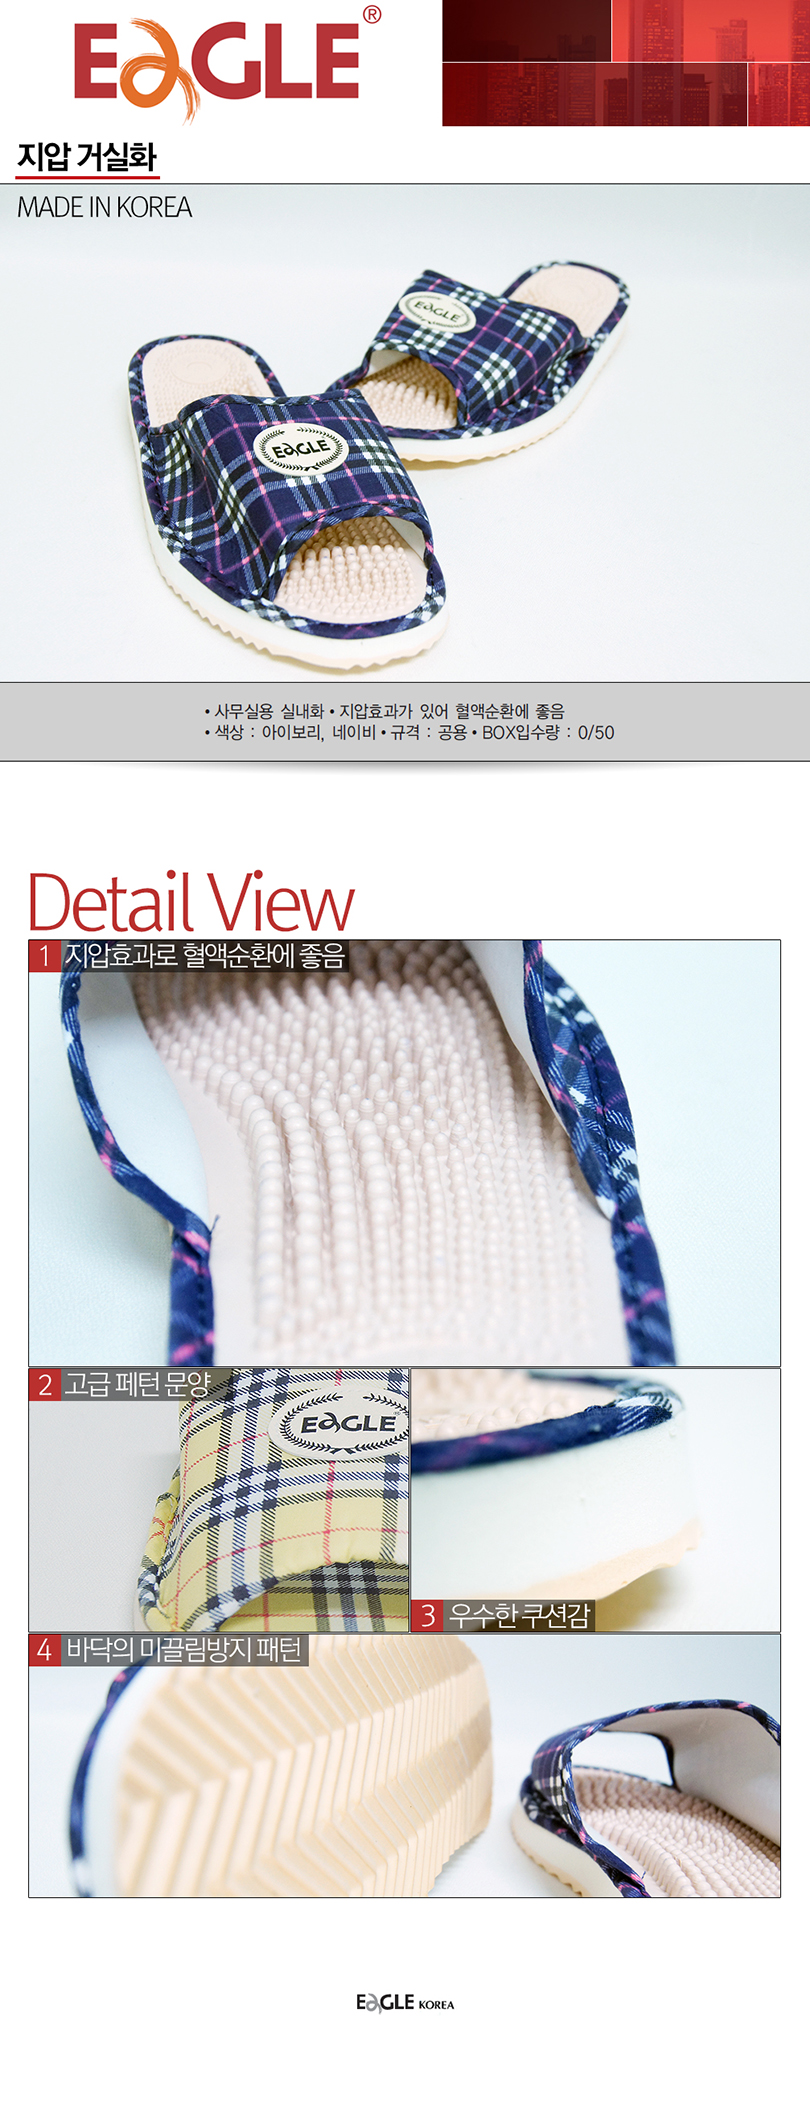 EAGLE®
지압 거실화
MADE IN KOREA
EAGLE
EAGLE
• 사무실용 실내화 • 지압효과가 있어 혈액순환에 좋음
• 색상 : 아이보리, 네이비 • 규격 : 공용 • BOX입수량 : 0/50
Detail View
1 지압효과로 혈액순환에 좋음
2 고급 페턴 문양
EAGLE
3 우수한 쿠션감
4 바닥의 미끌림방지 패턴
EAGLE KOREA